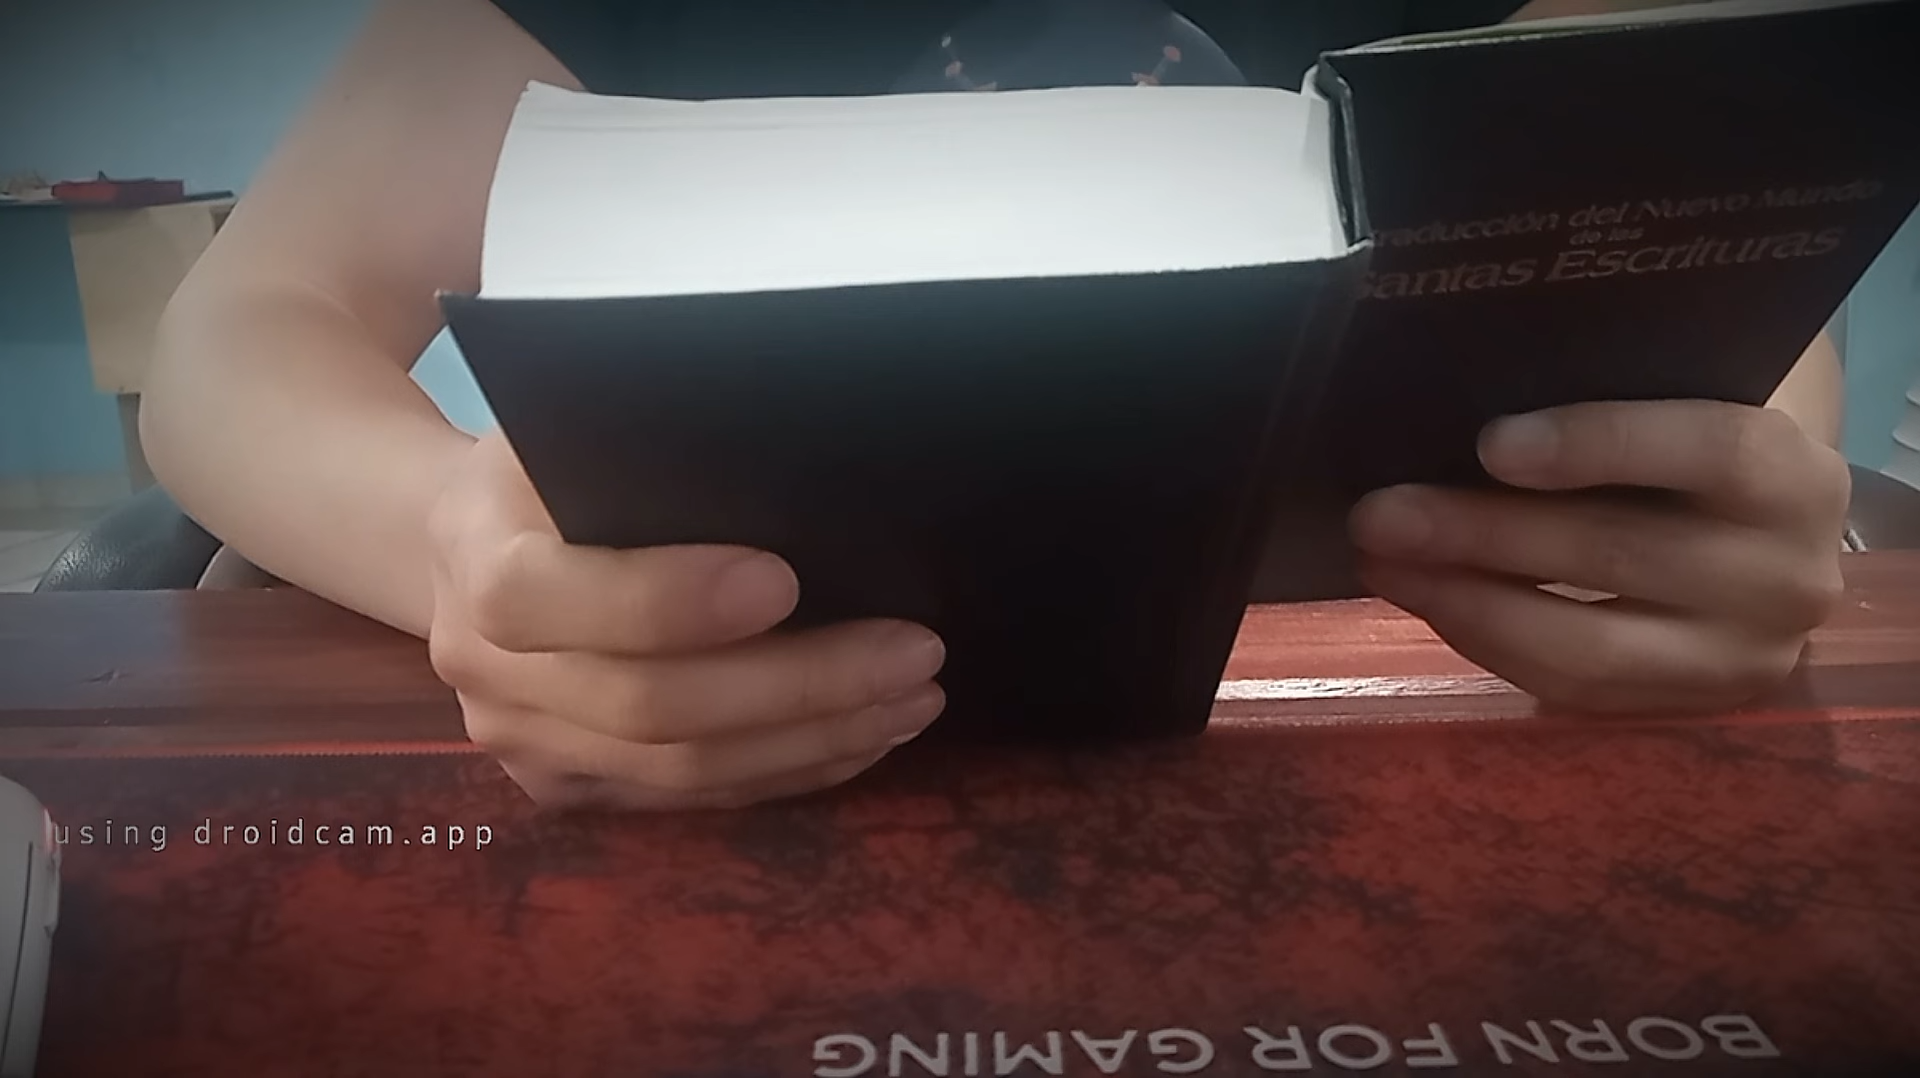 Traducción del Nuevo Mundo
de las
Santas Escrituras
using droidcam.app
BORN FOR GAMING